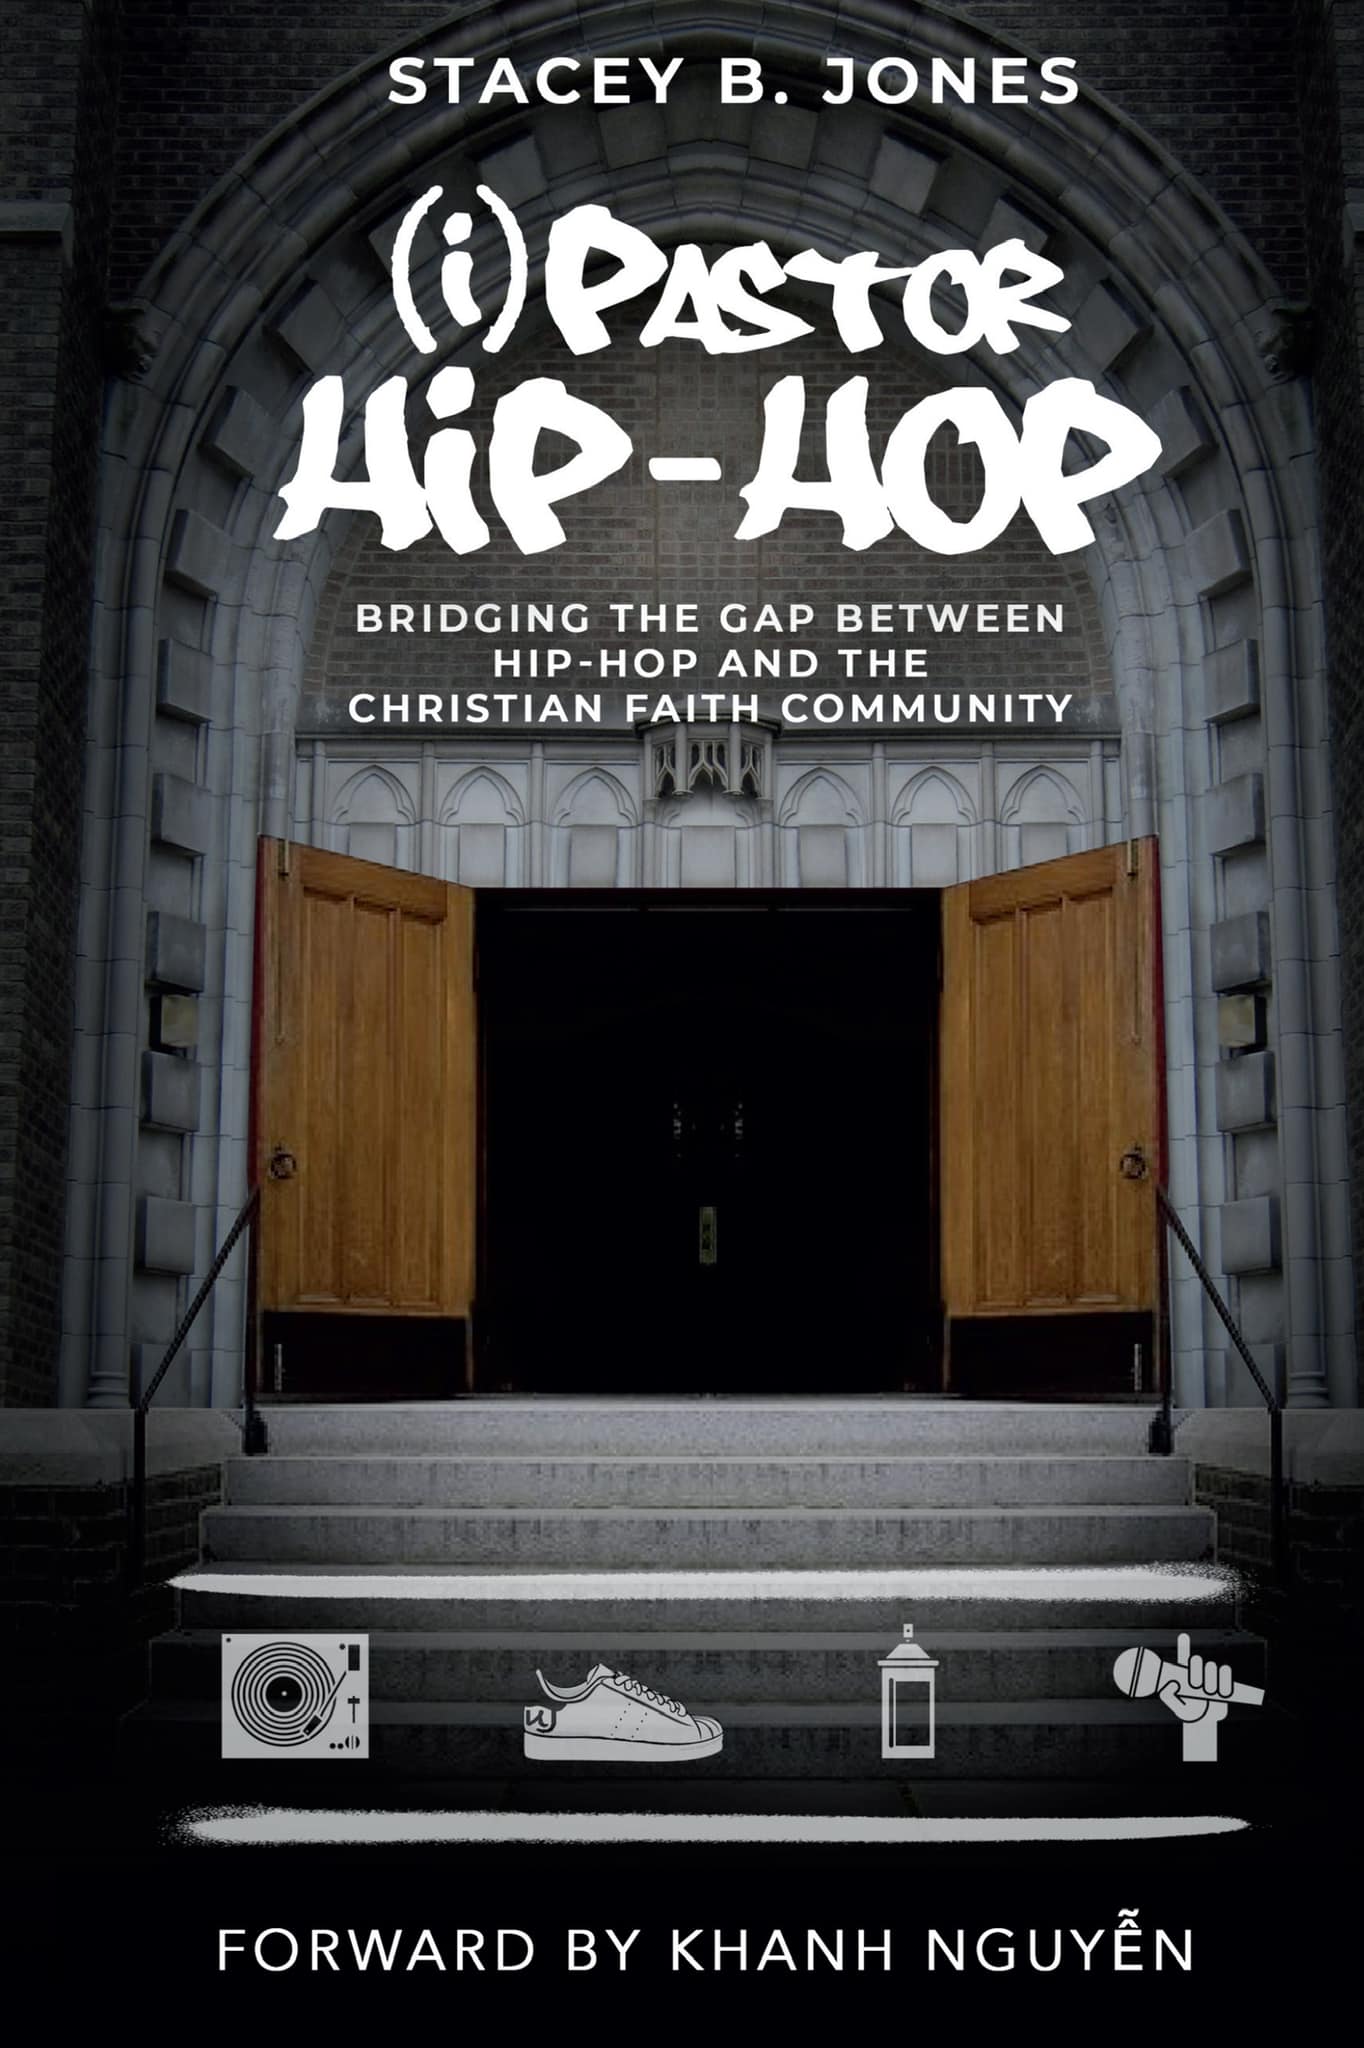 STACEY B. JONES
(i) PASTOR
HiP-HOP
BRIDGING THE GAP BETWEEN
HIP-HOP AND THE
CHRISTIAN FAITH COMMUNITY
FORWARD BY KHANH NGUYỄN